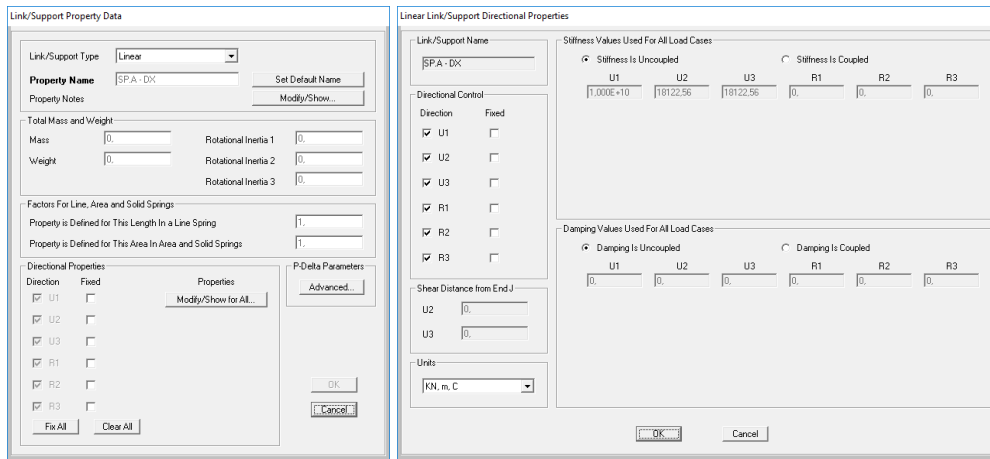 Link/Support Property Data
Link/Support Type Linear
Property Name SP.A - DX Set Default Name
Property Notes Modify/Show...
Total Mass and Weight
Mass 0, Rotational Inertia 1 0,
Weight 0, Rotational Inertia 2 0,
Rotational Inertia 3 0,
Factors For Line, Area and Solid Springs
Property is Defined for This Length In a Line Spring 1,
Property is Defined for This Area In Area and Solid Springs 1,
Directional Properties
Direction Fixed Properties
U1 Modify/Show for All...
U2
U3
R1
R2
R3
Fix All Clear All
P-Delta Parameters
Advanced...
OK
Cancel
Linear Link/Support Directional Properties
Link/Support Name
SP.A - DX
Directional Control
Direction Fixed
U1
U2
U3
R1
R2
R3
Shear Distance from End J
U2 0,
U3 0,
Units
KN, m, C
Stiffness Values Used For All Load Cases
Stiffness Is Uncoupled Stiffness Is Coupled
U1 U2 U3 R1 R2 R3
1,000E+10 18122,56 18122,56 0, 0, 0,
Damping Values Used For All Load Cases
Damping Is Uncoupled Damping Is Coupled
U1 U2 U3 R1 R2 R3
0, 0, 0, 0, 0, 0,
OK Cancel